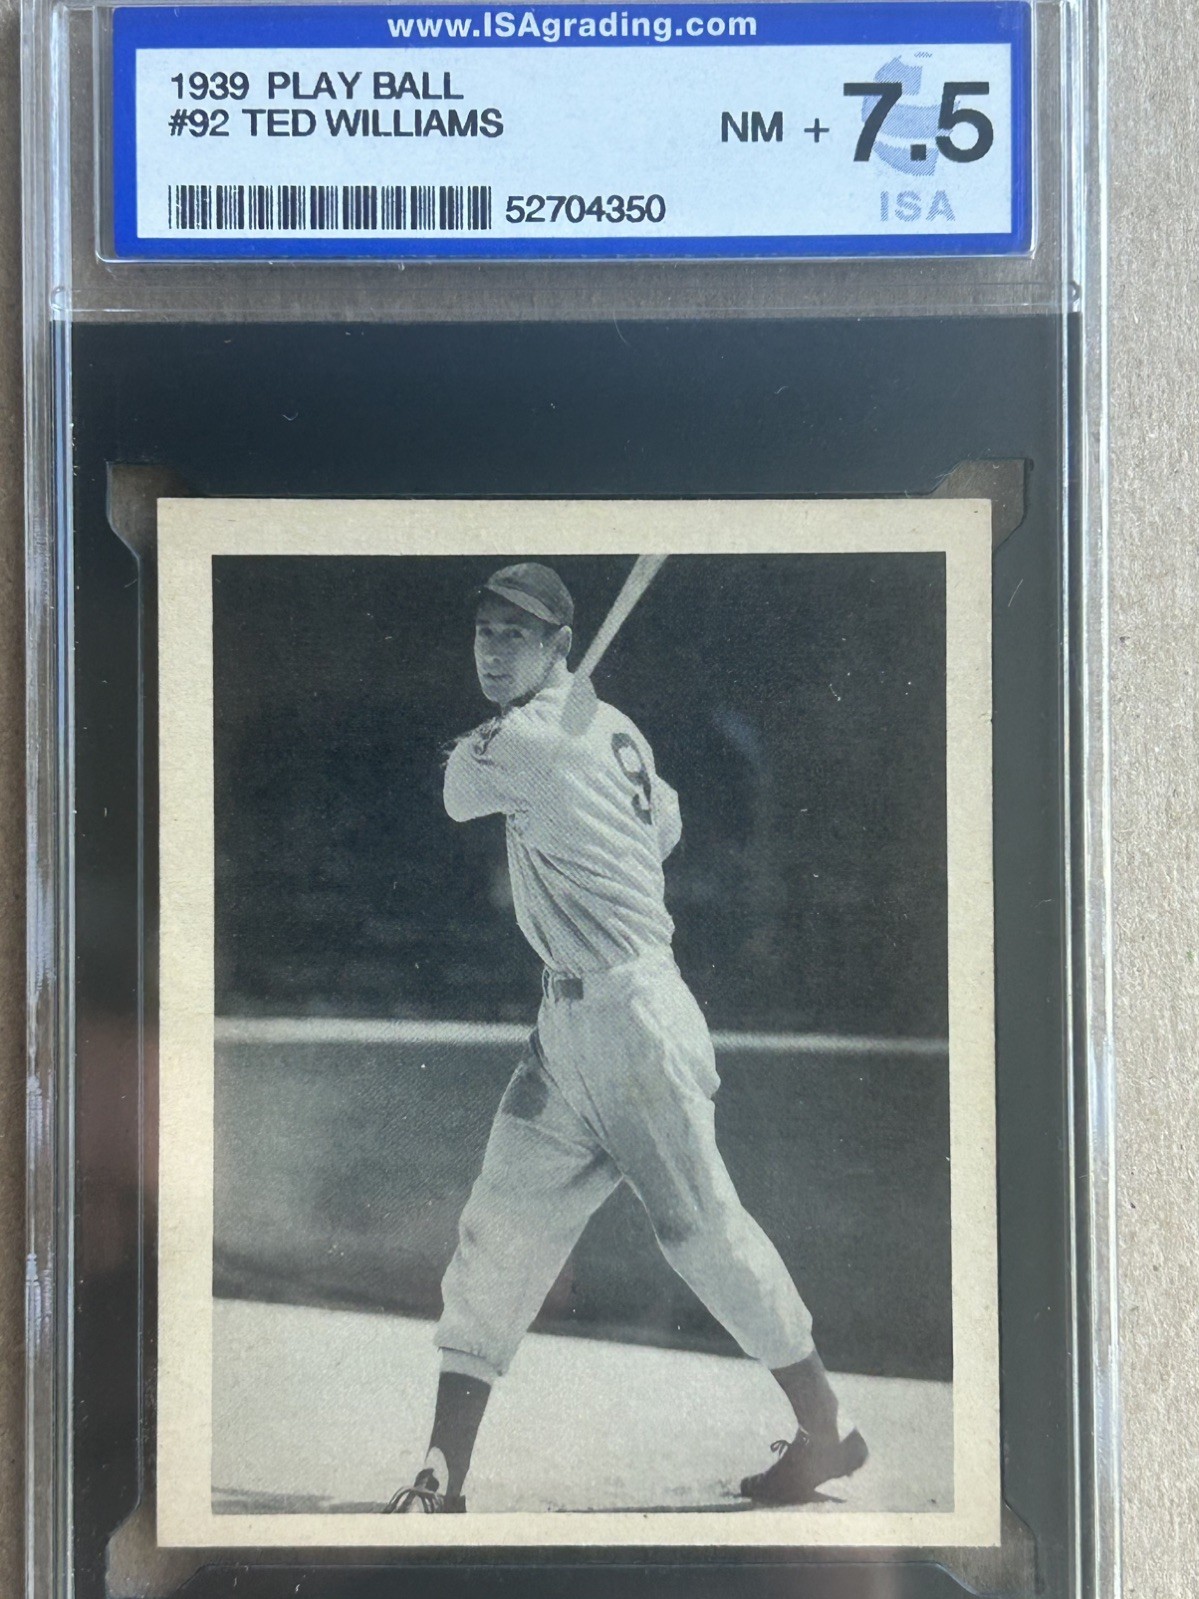 www.ISAgrading.com
1939 PLAY BALL
#92 TED WILLIAMS
NM + 7.5
ISA
52704350
9